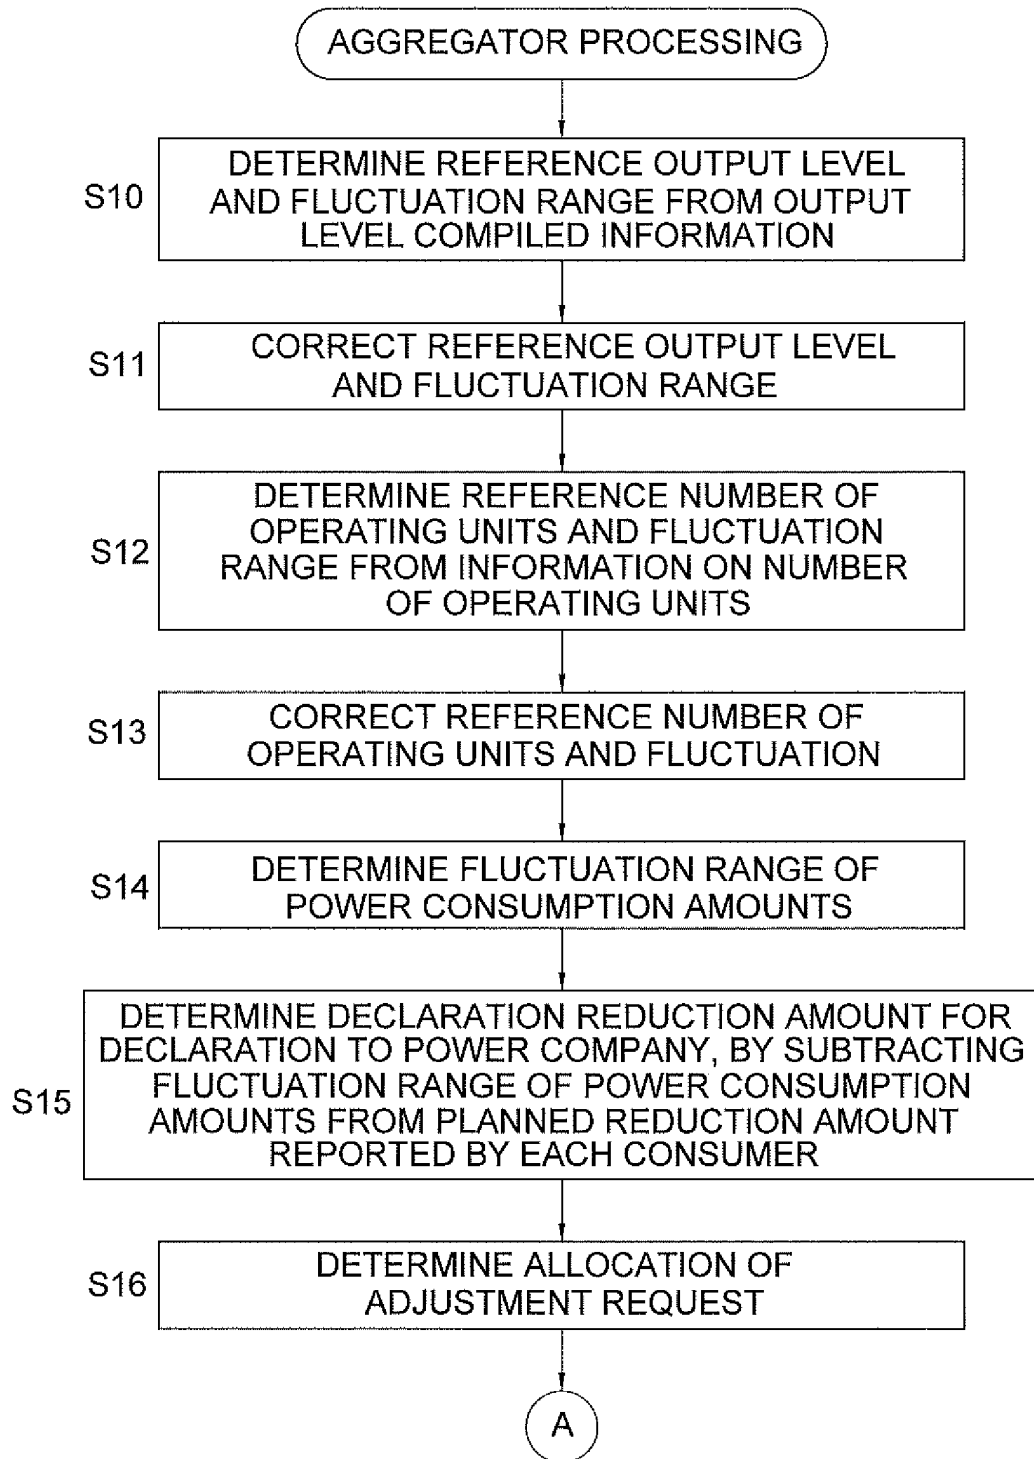 AGGREGATOR PROCESSING
S10
DETERMINE REFERENCE OUTPUT LEVEL
AND FLUCTUATION RANGE FROM OUTPUT
LEVEL COMPILED INFORMATION
S11
CORRECT REFERENCE OUTPUT LEVEL
AND FLUCTUATION RANGE
S12
DETERMINE REFERENCE NUMBER OF
OPERATING UNITS AND FLUCTUATION
RANGE FROM INFORMATION ON NUMBER
OF OPERATING UNITS
S13
CORRECT REFERENCE NUMBER OF
OPERATING UNITS AND FLUCTUATION
S14
DETERMINE FLUCTUATION RANGE OF
POWER CONSUMPTION AMOUNTS
S15
DETERMINE DECLARATION REDUCTION AMOUNT FOR
DECLARATION TO POWER COMPANY, BY SUBTRACTING
FLUCTUATION RANGE OF POWER CONSUMPTION
AMOUNTS FROM PLANNED REDUCTION AMOUNT
REPORTED BY EACH CONSUMER
S16
DETERMINE ALLOCATION OF
ADJUSTMENT REQUEST
A